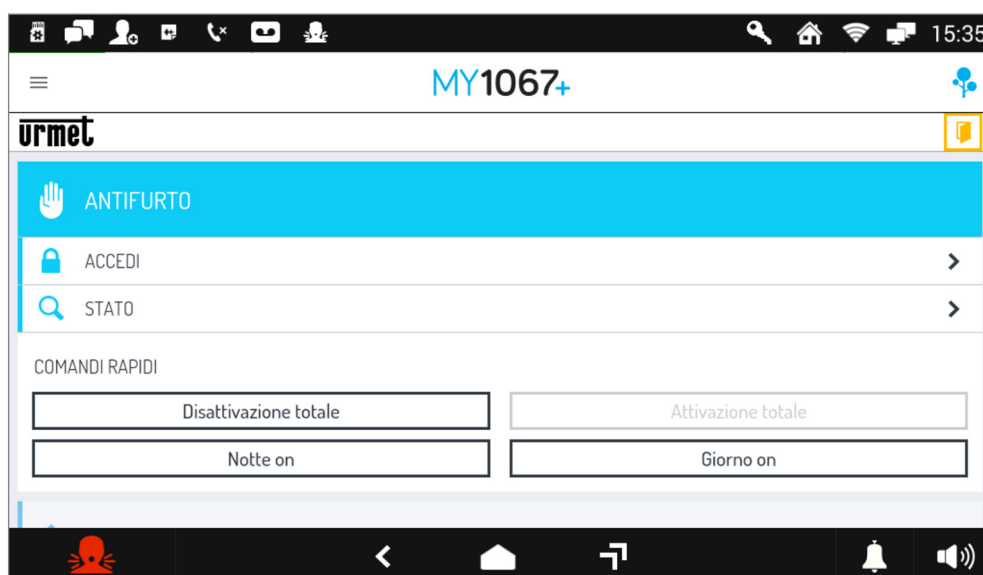 15:35
MY1067+
urmet
ANTIFURTO
ACCEDI
STATO
COMANDI RAPIDI
Disattivazione totale
Attivazione totale
Notte on
Giorno on